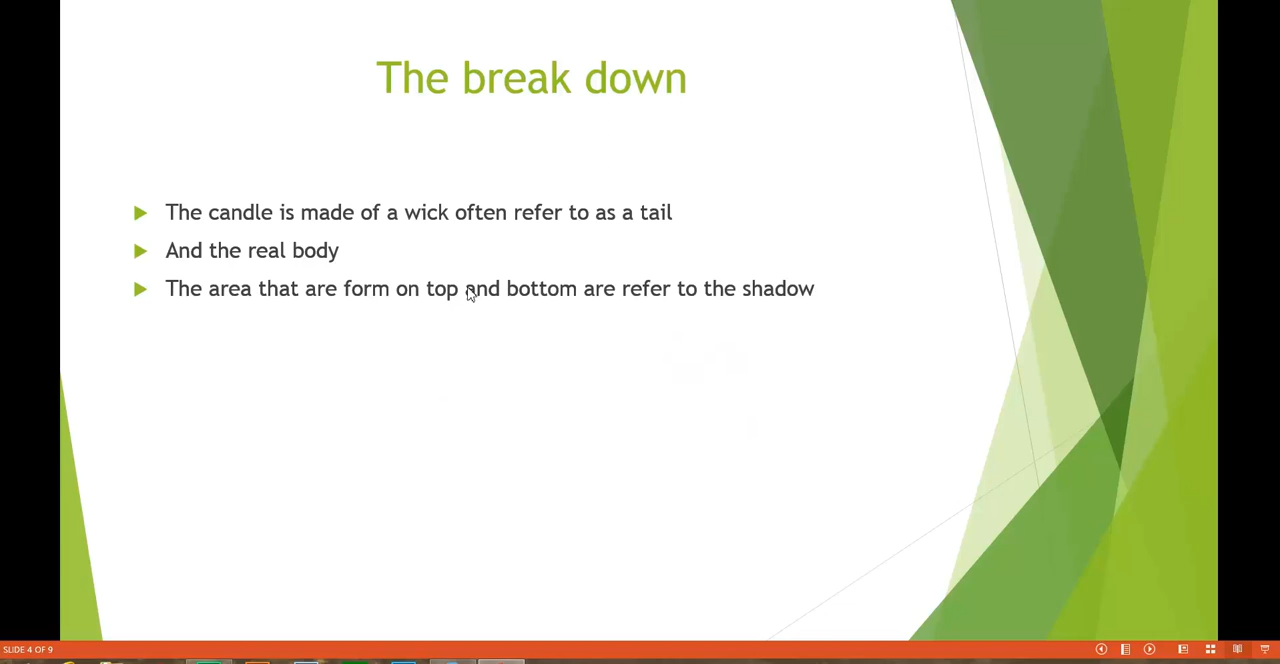 The break down
The candle is made of a wick often refer to as a tail
And the real body
The area that are form on top and bottom are refer to the shadow
SLIDE 4 OF 9